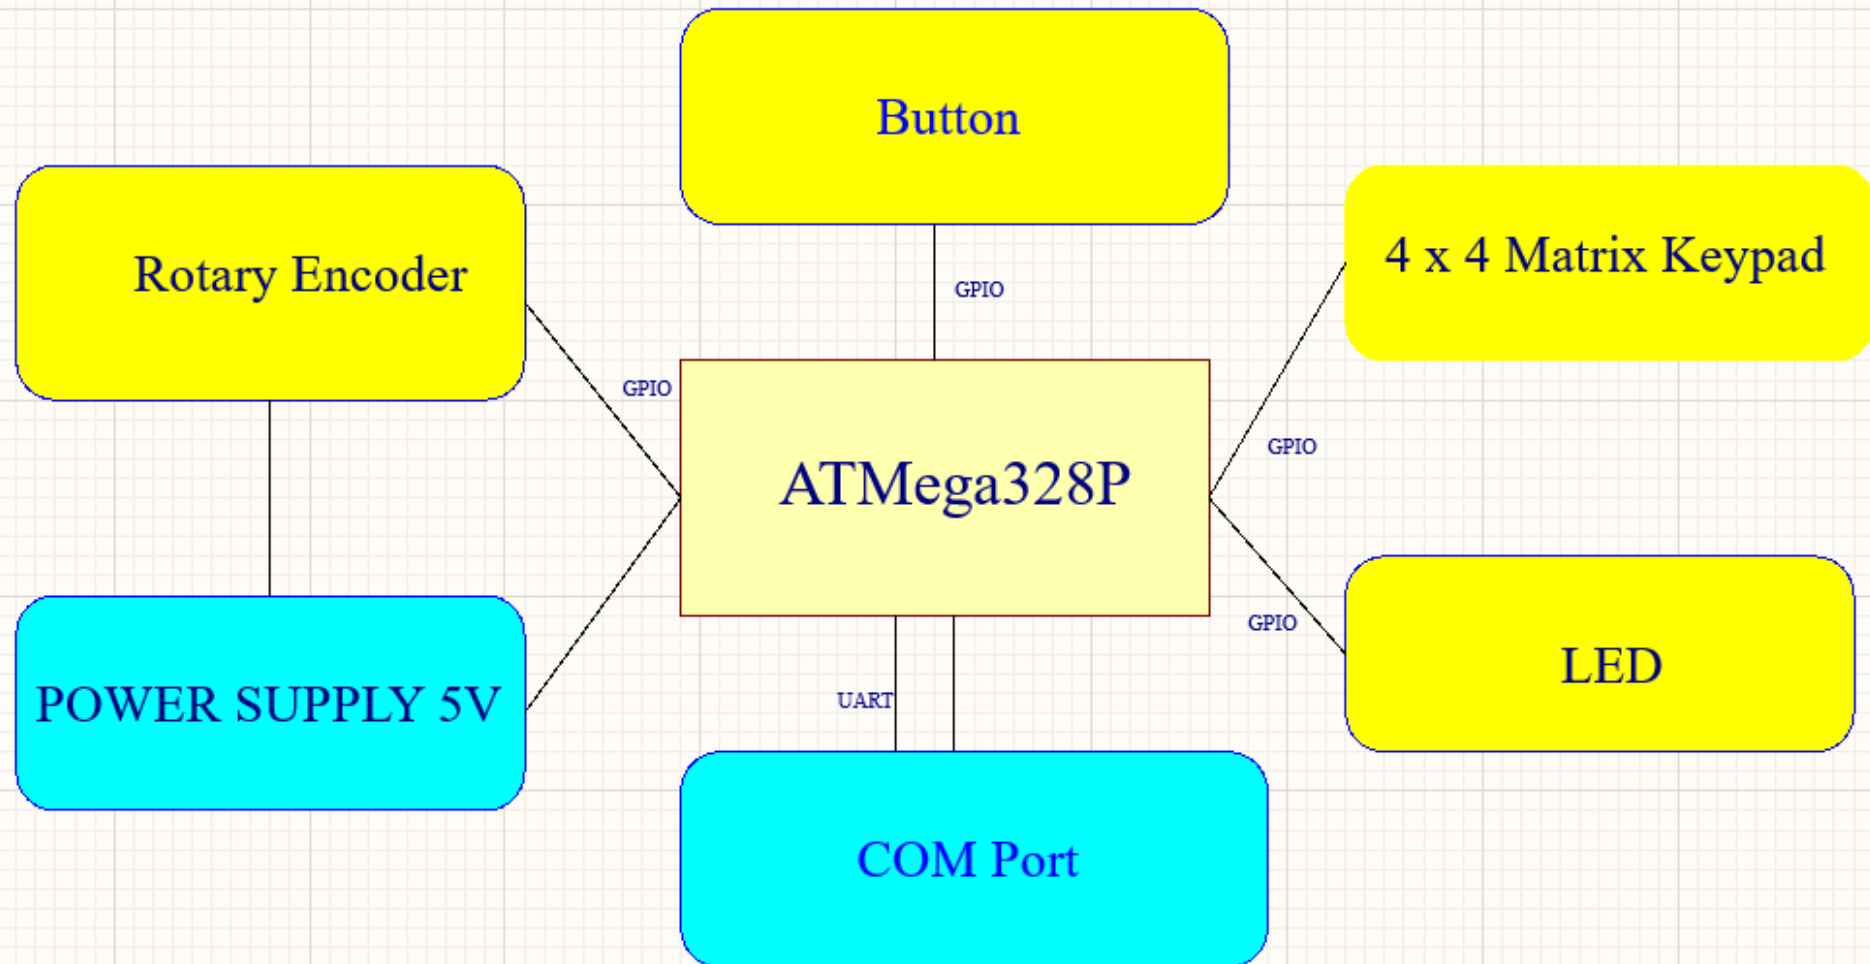 Button
Rotary Encoder
4 x 4 Matrix Keypad
GPIO
GPIO
GPIO
ATMega328P
GPIO
LED
POWER SUPPLY 5V
UART
COM Port